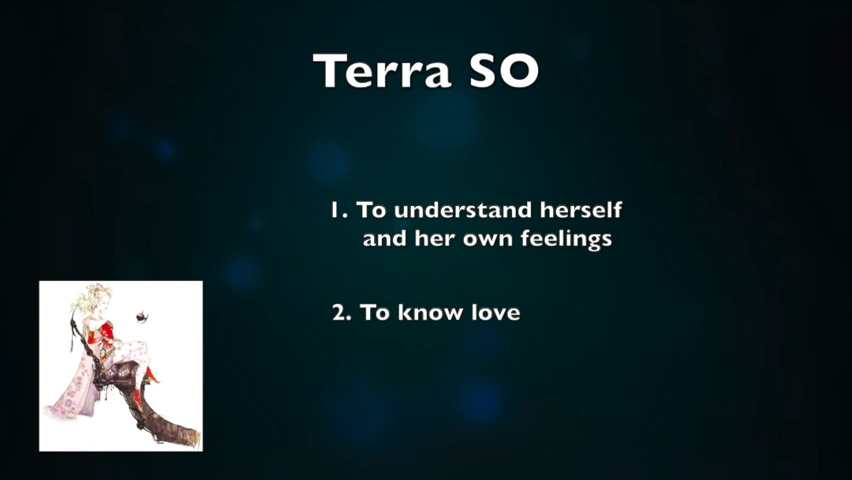 Terra SO
1. To understand herself
and her own feelings
2. To know love